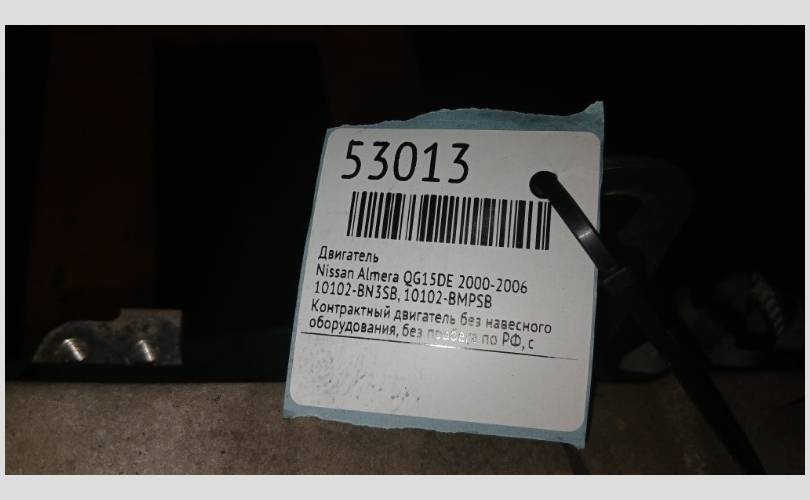 53013
Двигатель
Nissan Almera QG15DE 2000-2006
10102-BN3SB, 10102-BMPSB
Контрактный двигатель без навесного
оборудования, без пробега по РФ, с